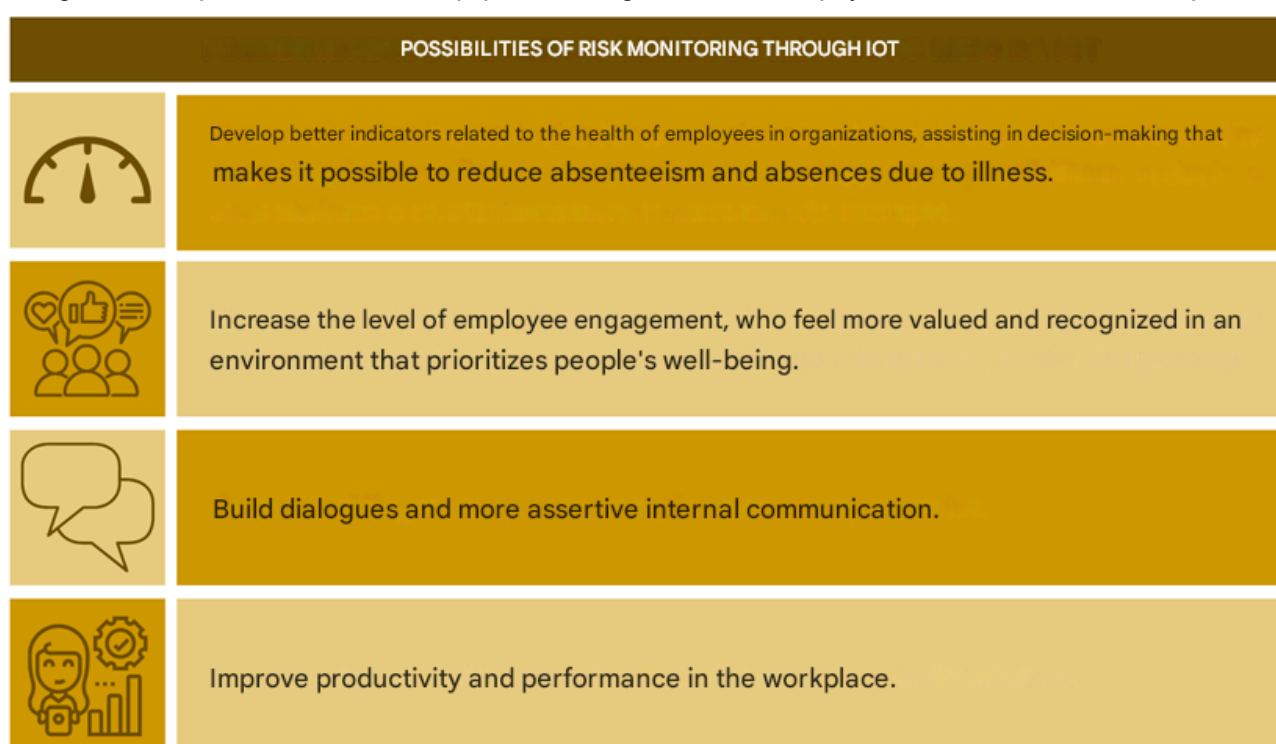 POSSIBILITIES OF RISK MONITORING THROUGH IOT
Develop better indicators related to the health of employees in organizations, assisting in decision-making that
makes it possible to reduce absenteeism and absences due to illness.
Increase the level of employee engagement, who feel more valued and recognized in an
environment that prioritizes people's well-being.
Build dialogues and more assertive internal communication.
Improve productivity and performance in the workplace.